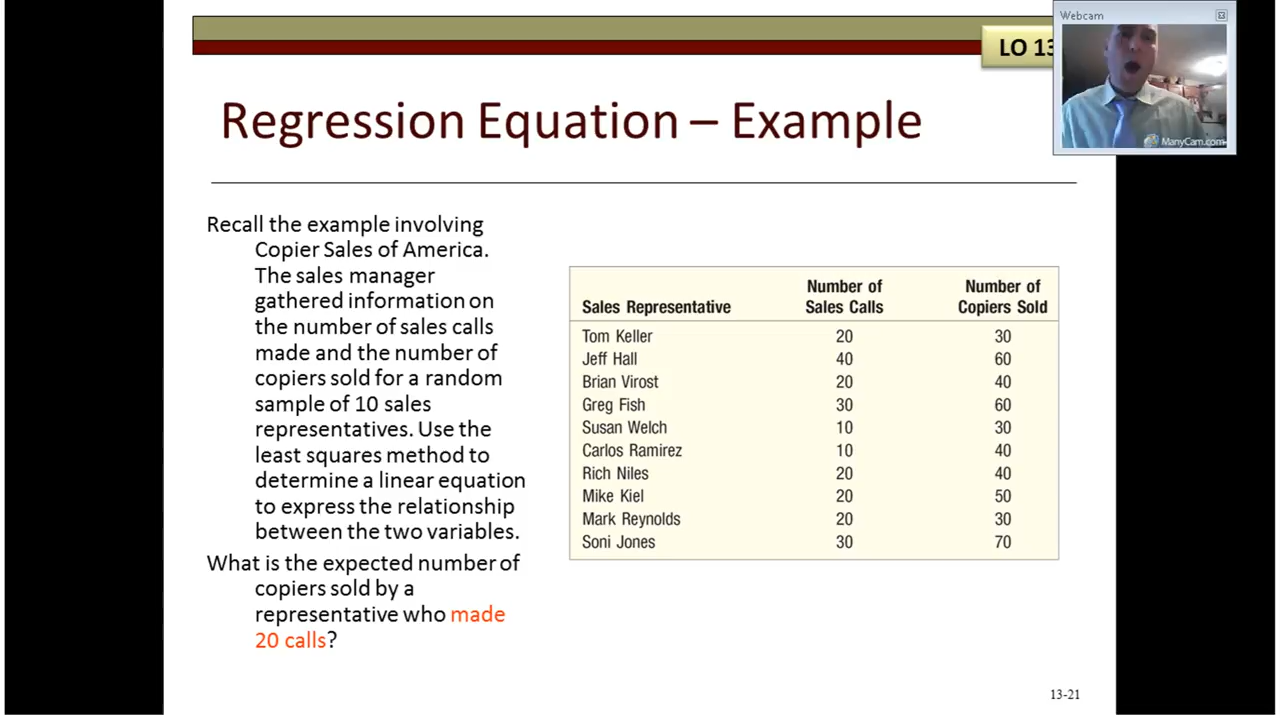 Webcam
LO 13
ManyCam.com
Regression Equation – Example
Recall the example involving
Copier Sales of America.
The sales manager
gathered information on
the number of sales calls
made and the number of
copiers sold for a random
sample of 10 sales
representatives. Use the
least squares method to
determine a linear equation
to express the relationship
between the two variables.
What is the expected number of
copiers sold by a
representative who made
20 calls?
Number of Number of
Sales Representative Sales Calls Copiers Sold
Tom Keller 20 30
Jeff Hall 40 60
Brian Virost 20 40
Greg Fish 30 60
Susan Welch 10 30
Carlos Ramirez 10 40
Rich Niles 20 40
Mike Kiel 20 50
Mark Reynolds 20 30
Soni Jones 30 70
13-21